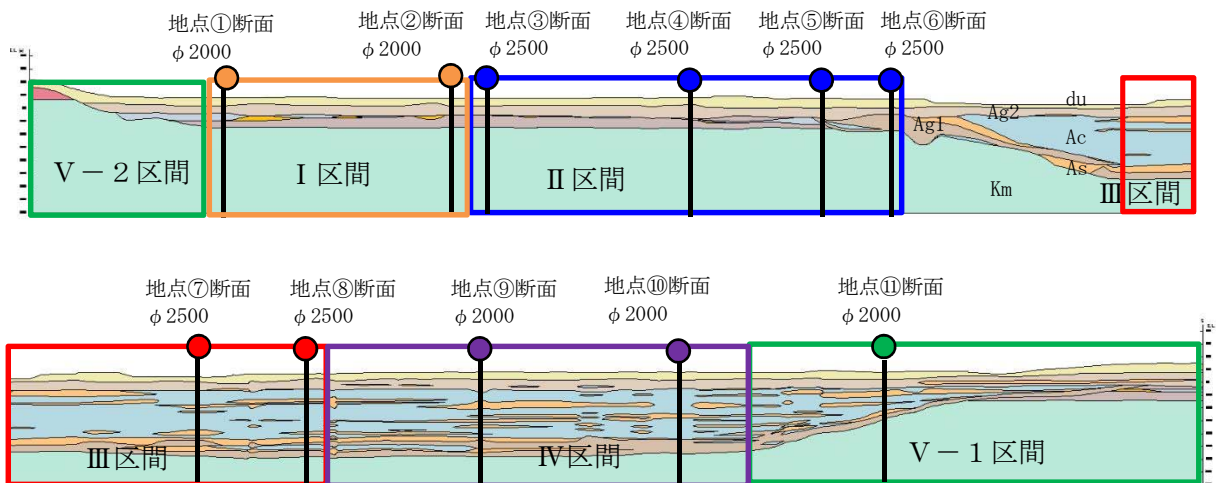 地点①断面
φ2000
地点②断面
φ2000
地点③断面
φ2500
地点④断面
φ2500
地点⑤断面
φ2500
地点⑥断面
φ2500
du
Ag2
Ag1
Ac
As
Km
Ⅴ－2区間
Ⅰ区間
Ⅱ区間
Ⅲ区間
地点⑦断面
φ2500
地点⑧断面
φ2500
地点⑨断面
φ2000
地点⑩断面
φ2000
地点⑪断面
φ2000
Ⅲ区間
Ⅳ区間
Ⅴ－1区間